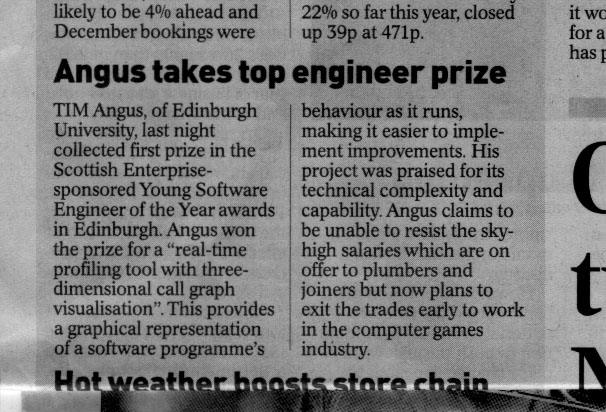 likely to be 4% ahead and
December bookings were
22% so far this year, closed
up 39p at 471p.
Angus takes top engineer prize
TIM Angus, of Edinburgh
University, last night
collected first prize in the
Scottish Enterprise-
sponsored Young Software
Engineer of the Year awards
in Edinburgh. Angus won
the prize for a “real-time
profiling tool with three-
dimensional call graph
visualisation”. This provides
a graphical representation
of a software programme’s
behaviour as it runs,
making it easier to imple-
ment improvements. His
project was praised for its
technical complexity and
capability. Angus claims to
be unable to resist the sky-
high salaries which are on
offer to plumbers and
joiners but now plans to
exit the trades early to work
in the computer games
industry.
Hot weather boosts store chain
it wo
for a
has p